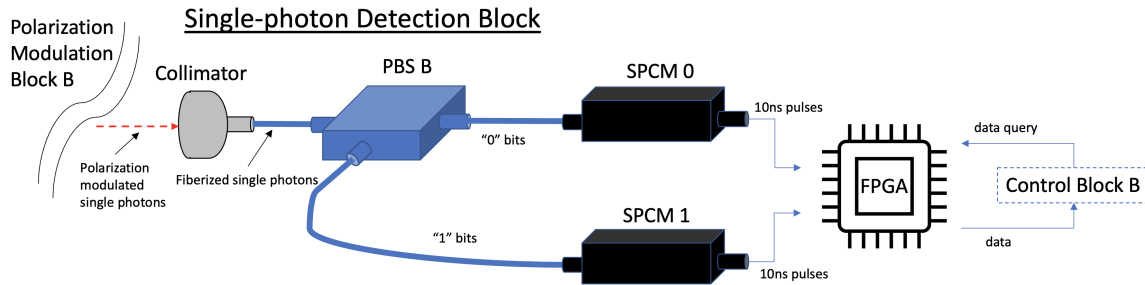 Single-photon Detection Block
Polarization
Modulation
Block B
Collimator
PBS B
SPCM 0
10ns pulses
"0" bits
data query
Polarization
modulated
single photons
Fiberized single photons
FPGA
Control Block B
SPCM 1
"1" bits
data
10ns pulses